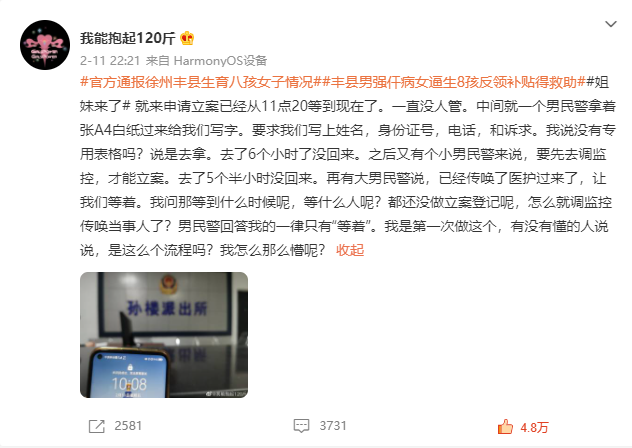 我能抱起120斤
2-11 22:21 来自 HarmonyOS设备
#官方通报徐州丰县生育八孩女子情况##丰县男强仟病女逼生8孩反领补贴得救助##姐
妹来了# 就来申请立案已经从11点20等到现在了。一直没人管。中间就一个男民警拿着
张A4白纸过来给我们写字。要求我们写上姓名，身份证号，电话，和诉求。我说没有专
用表格吗？说是去拿。去了6个小时了没回来。之后又有个小男民警来说，要先去调监
控，才能立案。去了5个半小时没回来。再有大男民警说，已经传唤了医护过来了，让
我们等着。我问那等到什么时候呢，等什么人呢？都还没做立案登记呢，怎么就调监控
传唤当事人了？男民警回答我的一律只有“等着”。我是第一次做这个，有没有懂的人说
说，是这么个流程吗？我怎么那么懵呢？ 收起
孙楼派出所
10:08
2581
3731
4.8万